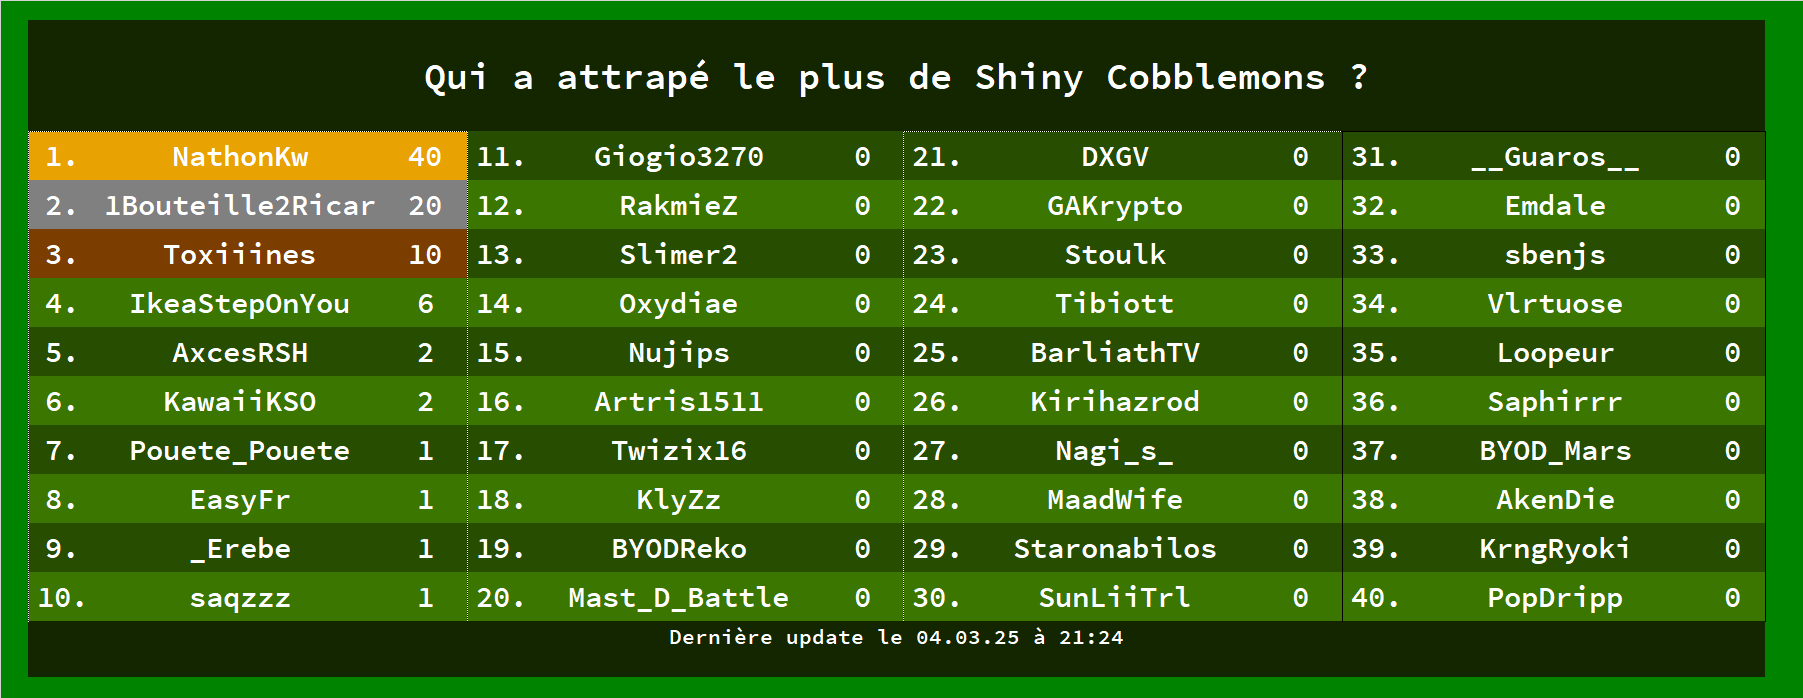 Qui a attrapé le plus de Shiny Cobblemons ?
1. NathonKw 40 11. Giogio3270 0 21. DXGV 0 31. __Guaros__ 0
2. 1Bouteille2Ricar 20 12. RakmieZ 0 22. GAKrypto 0 32. Emdale 0
3. Toxiiines 10 13. Slimer2 0 23. Stoulk 0 33. sbenjs 0
4. IkeaStepOnYou 6 14. Oxydiae 0 24. Tibiott 0 34. Vlrtuose 0
5. AxcesRSH 2 15. Nujips 0 25. BarliathTV 0 35. Loopeur 0
6. KawaiiKSO 2 16. Artris1511 0 26. Kirihazrod 0 36. Saphirrr 0
7. Pouete_Pouete 1 17. Twizix16 0 27. Nagi_s_ 0 37. BYOD_Mars 0
8. EasyFr 1 18. KlyZz 0 28. MaadWife 0 38. AkenDie 0
9. _Erebe 1 19. BYODReko 0 29. Staronabilos 0 39. KrngRyoki 0
10. saqzzz 1 20. Mast_D_Battle 0 30. SunLiiTrl 0 40. PopDripp 0
Dernière update le 04.03.25 à 21:24